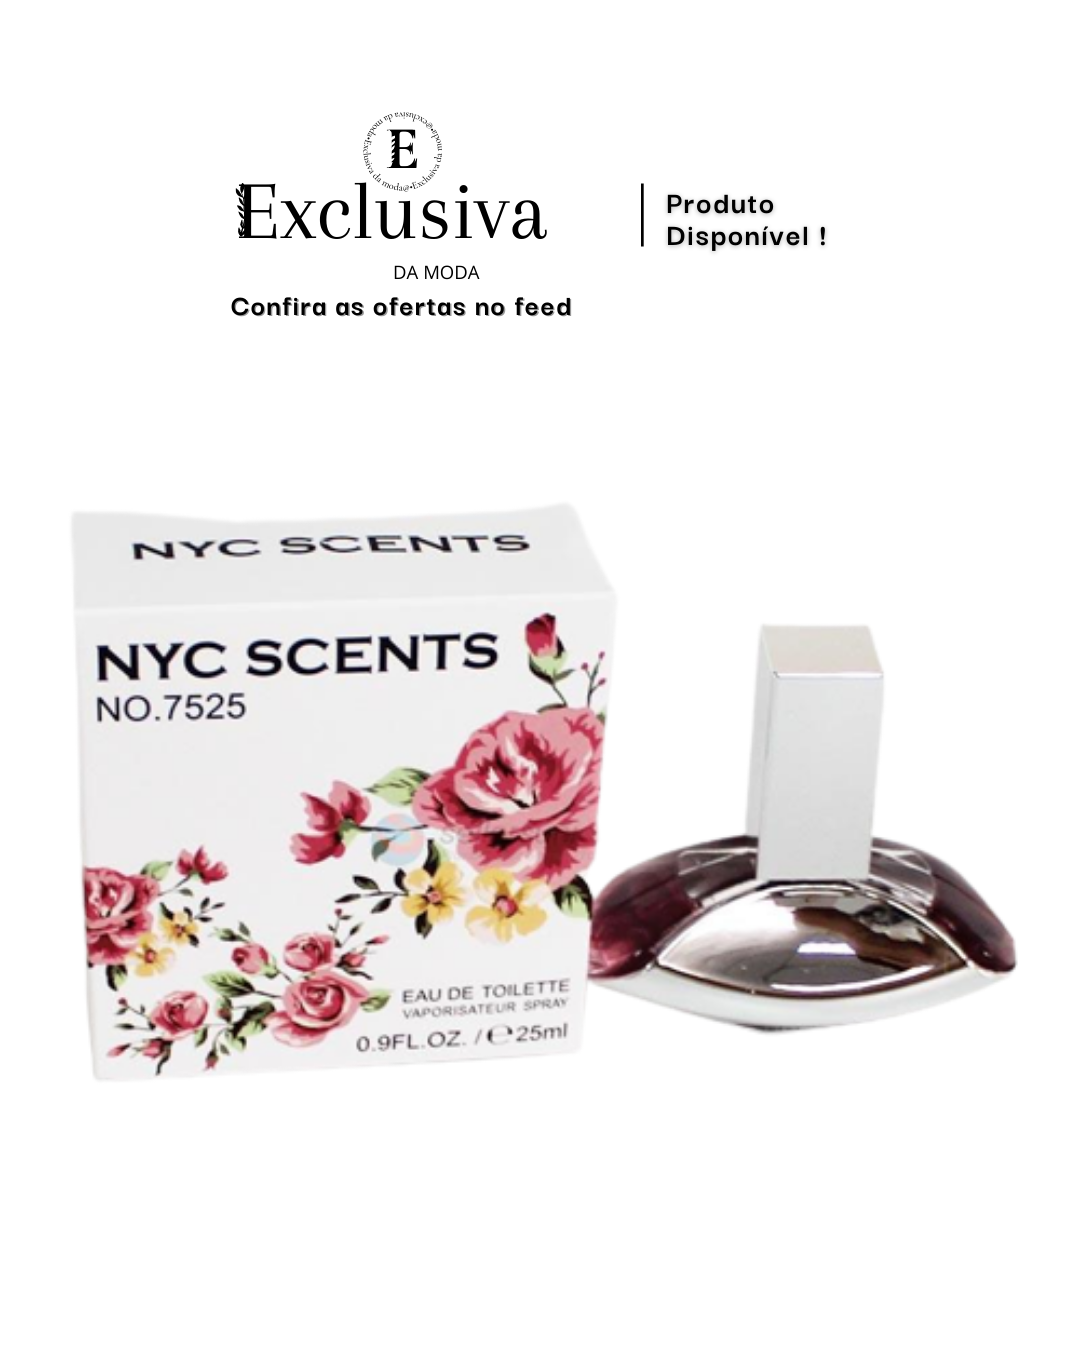 E
Exclusiva
DA MODA
Confira as ofertas no feed
Produto
Disponível !
NYC SCENTS
NYC SCENTS
NO.7525
EAU DE TOILETTE
VAPORISATEUR SPRAY
0.9FL.OZ. / ℮ 25ml